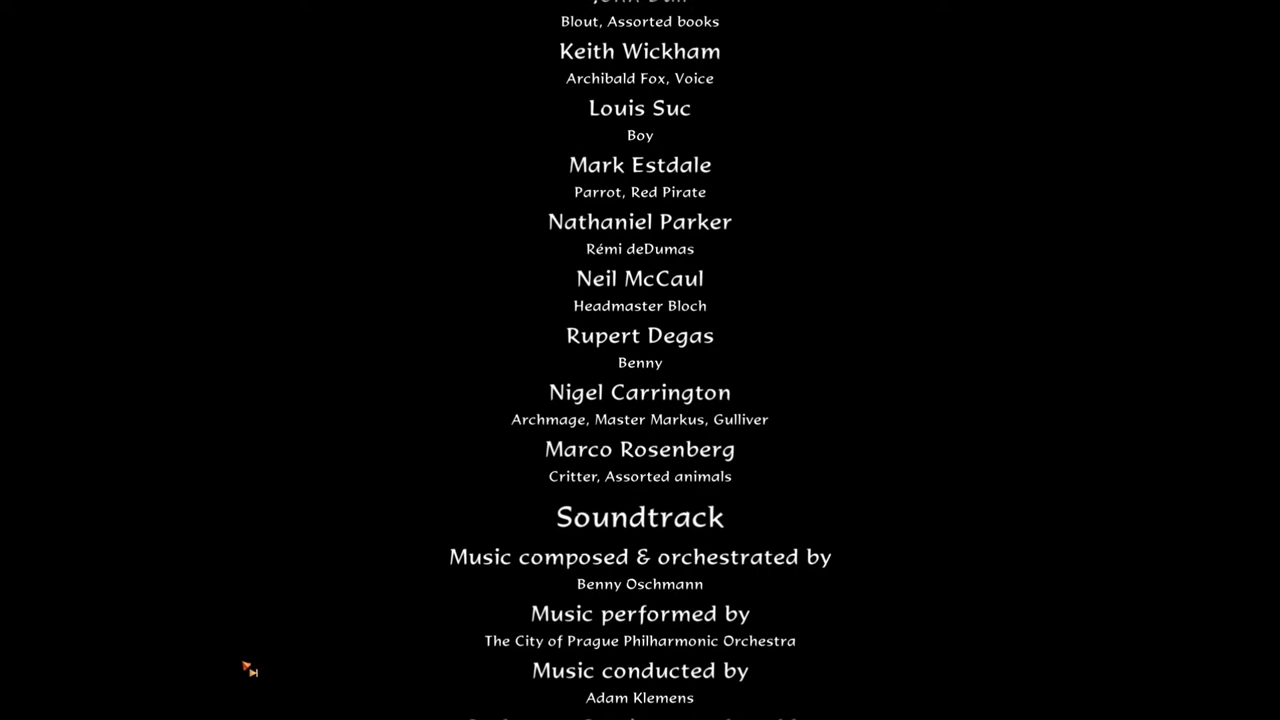 Blout, Assorted books
Keith Wickham
Archibald Fox, Voice
Louis Suc
Boy
Mark Estdale
Parrot, Red Pirate
Nathaniel Parker
Rémi deDumas
Neil McCaul
Headmaster Bloch
Rupert Degas
Benny
Nigel Carrington
Archmage, Master Markus, Gulliver
Marco Rosenberg
Critter, Assorted animals
Soundtrack
Music composed & orchestrated by
Benny Oschmann
Music performed by
The City of Prague Philharmonic Orchestra
Music conducted by
Adam Klemens